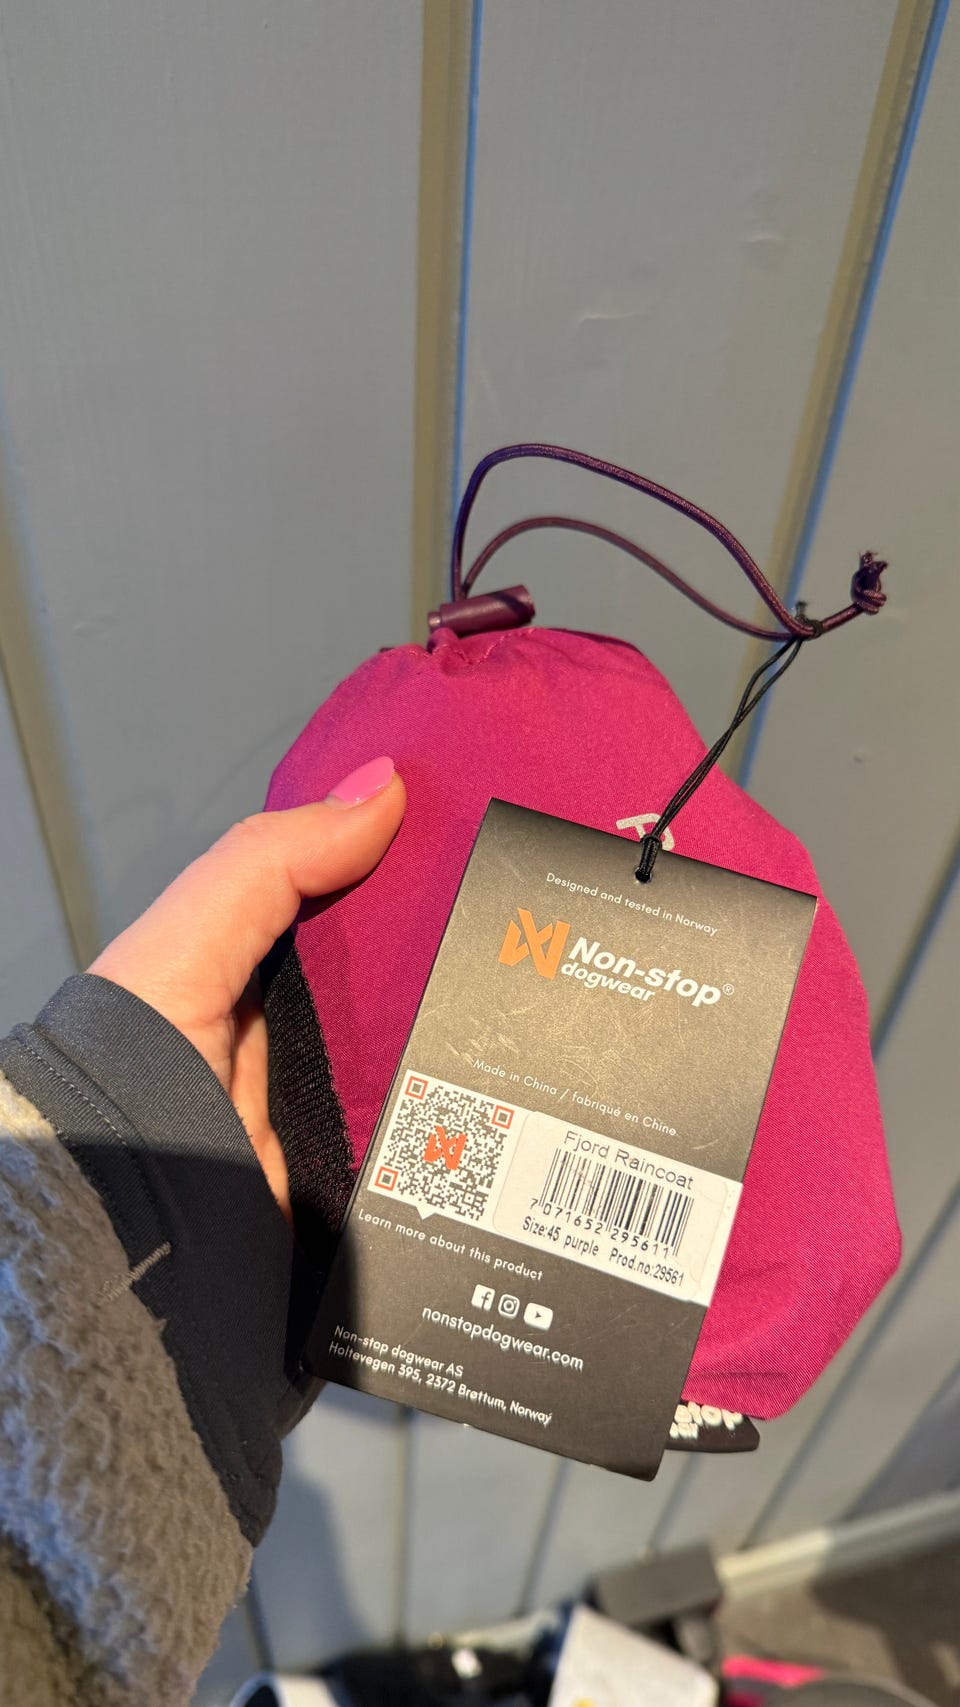 Designed and tested in Norway
Non-stop®
dogwear
Made in China / fabriqué en Chine
Fjord Raincoat
7 071652 295611
Size:45 purple Prod.no:29561
Learn more about this product
nonstopdogwear.com
Non-stop dogwear AS
Holtevegen 395, 2372 Brøttum, Norway
stop